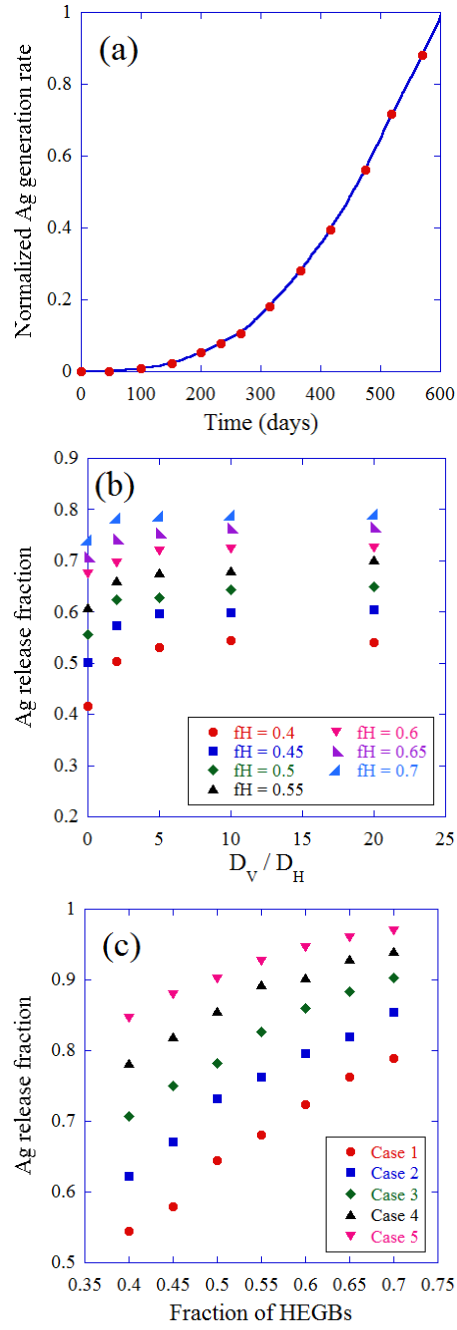 (a)
Normalized Ag generation rate
1
0.8
0.6
0.4
0.2
0
0 100 200 300 400 500 600
Time (days)
(b)
Ag release fraction
0.9
0.8
0.7
0.6
0.5
0.4
0.3
0.2
fH = 0.4 fH = 0.6
fH = 0.45 fH = 0.65
fH = 0.5 fH = 0.7
fH = 0.55
0 5 10 15 20 25
D_V / D_H
(c)
Ag release fraction
1
0.9
0.8
0.7
0.6
0.5
Case 1
Case 2
Case 3
Case 4
Case 5
0.35 0.4 0.45 0.5 0.55 0.6 0.65 0.7 0.75
Fraction of HEGBs